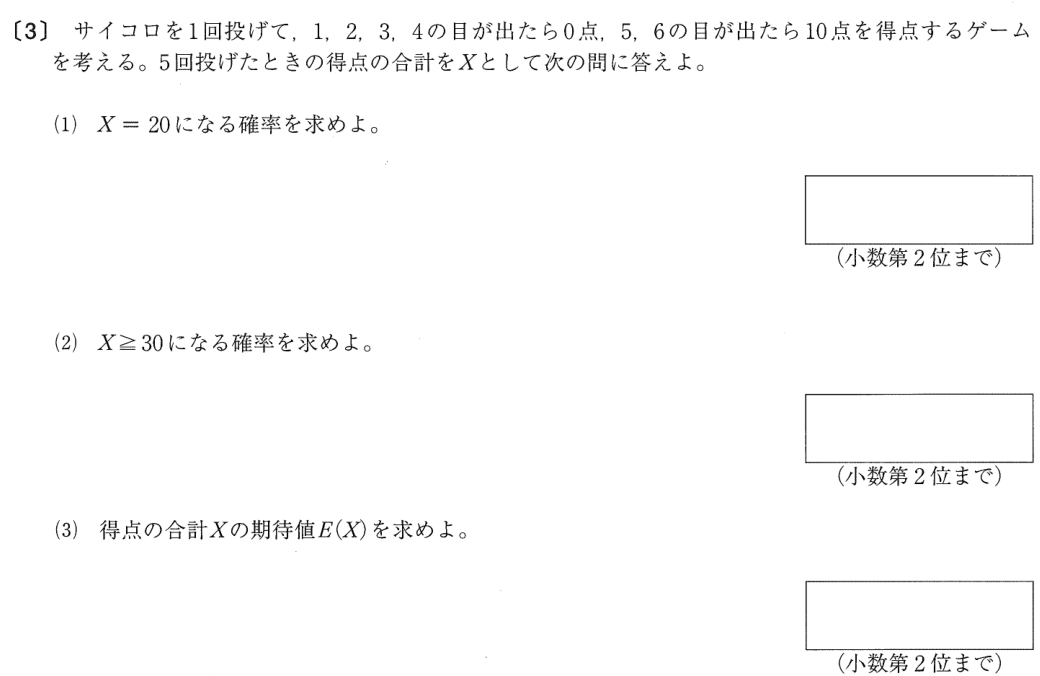 〔3〕 サイコロを1回投げて，1，2，3，4の目が出たら0点，5，6の目が出たら10点を得点するゲーム
を考える。5回投げたときの得点の合計をXとして次の問に答えよ。
(1) X = 20になる確率を求めよ。
(小数第2位まで)
(2) X≧30になる確率を求めよ。
(小数第2位まで)
(3) 得点の合計Xの期待値E(X)を求めよ。
(小数第2位まで)